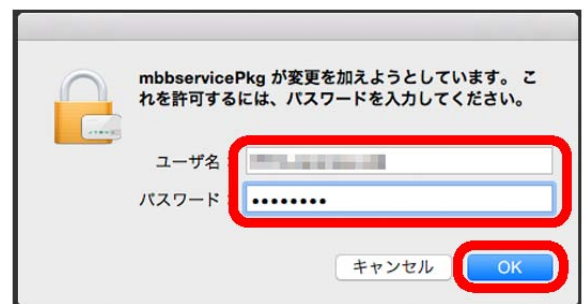 mbbservicePkg が変更を加えようとしています。 こ
れを許可するには、パスワードを入力してください。
ユーザ名：
パスワード：
••••••••
キャンセル
OK